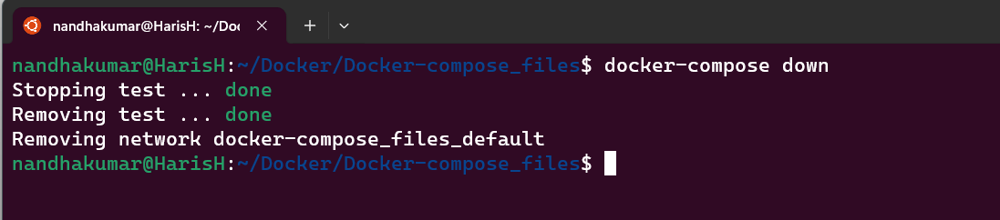 nandhakumar@HarisH: ~/Doc
nandhakumar@HarisH:~/Docker/Docker-compose_files$ docker-compose down
Stopping test ... done
Removing test ... done
Removing network docker-compose_files_default
nandhakumar@HarisH:~/Docker/Docker-compose_files$